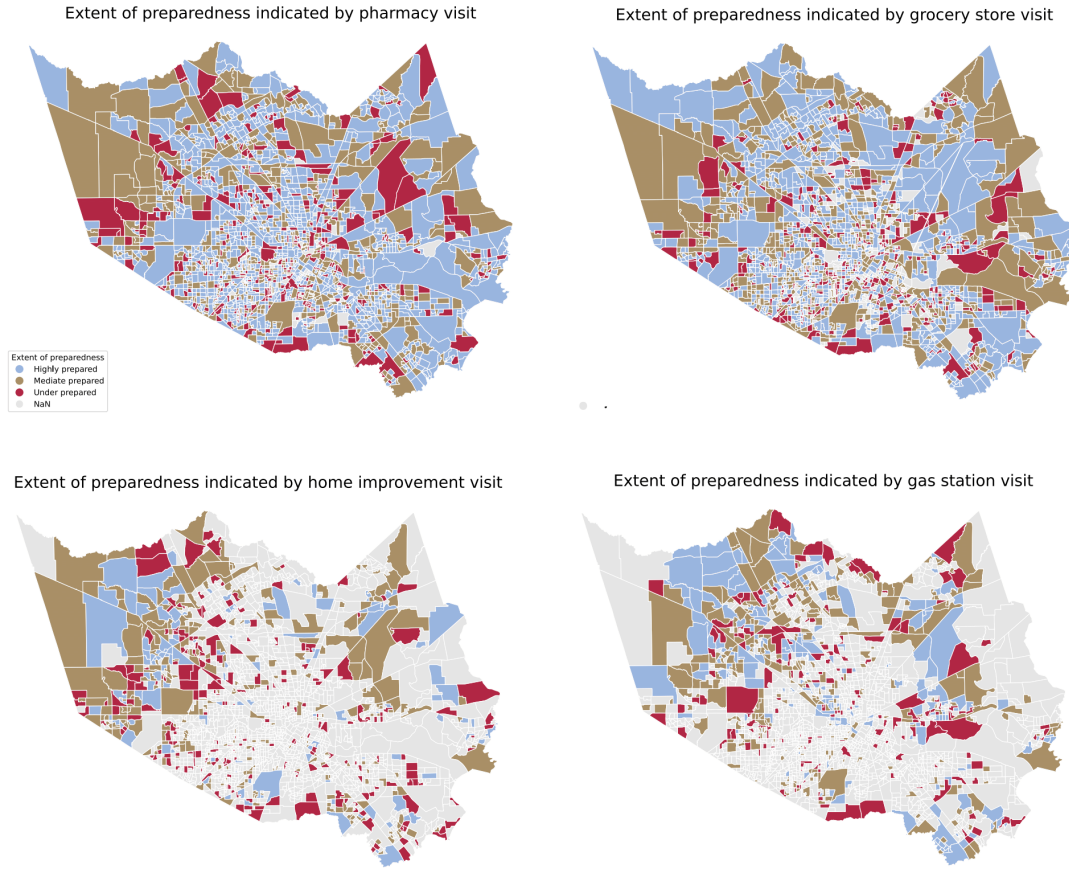 Extent of preparedness indicated by pharmacy visit
Extent of preparedness indicated by grocery store visit
Extent of preparedness
Highly prepared
Mediate prepared
Under prepared
NaN
Extent of preparedness indicated by home improvement visit
Extent of preparedness indicated by gas station visit